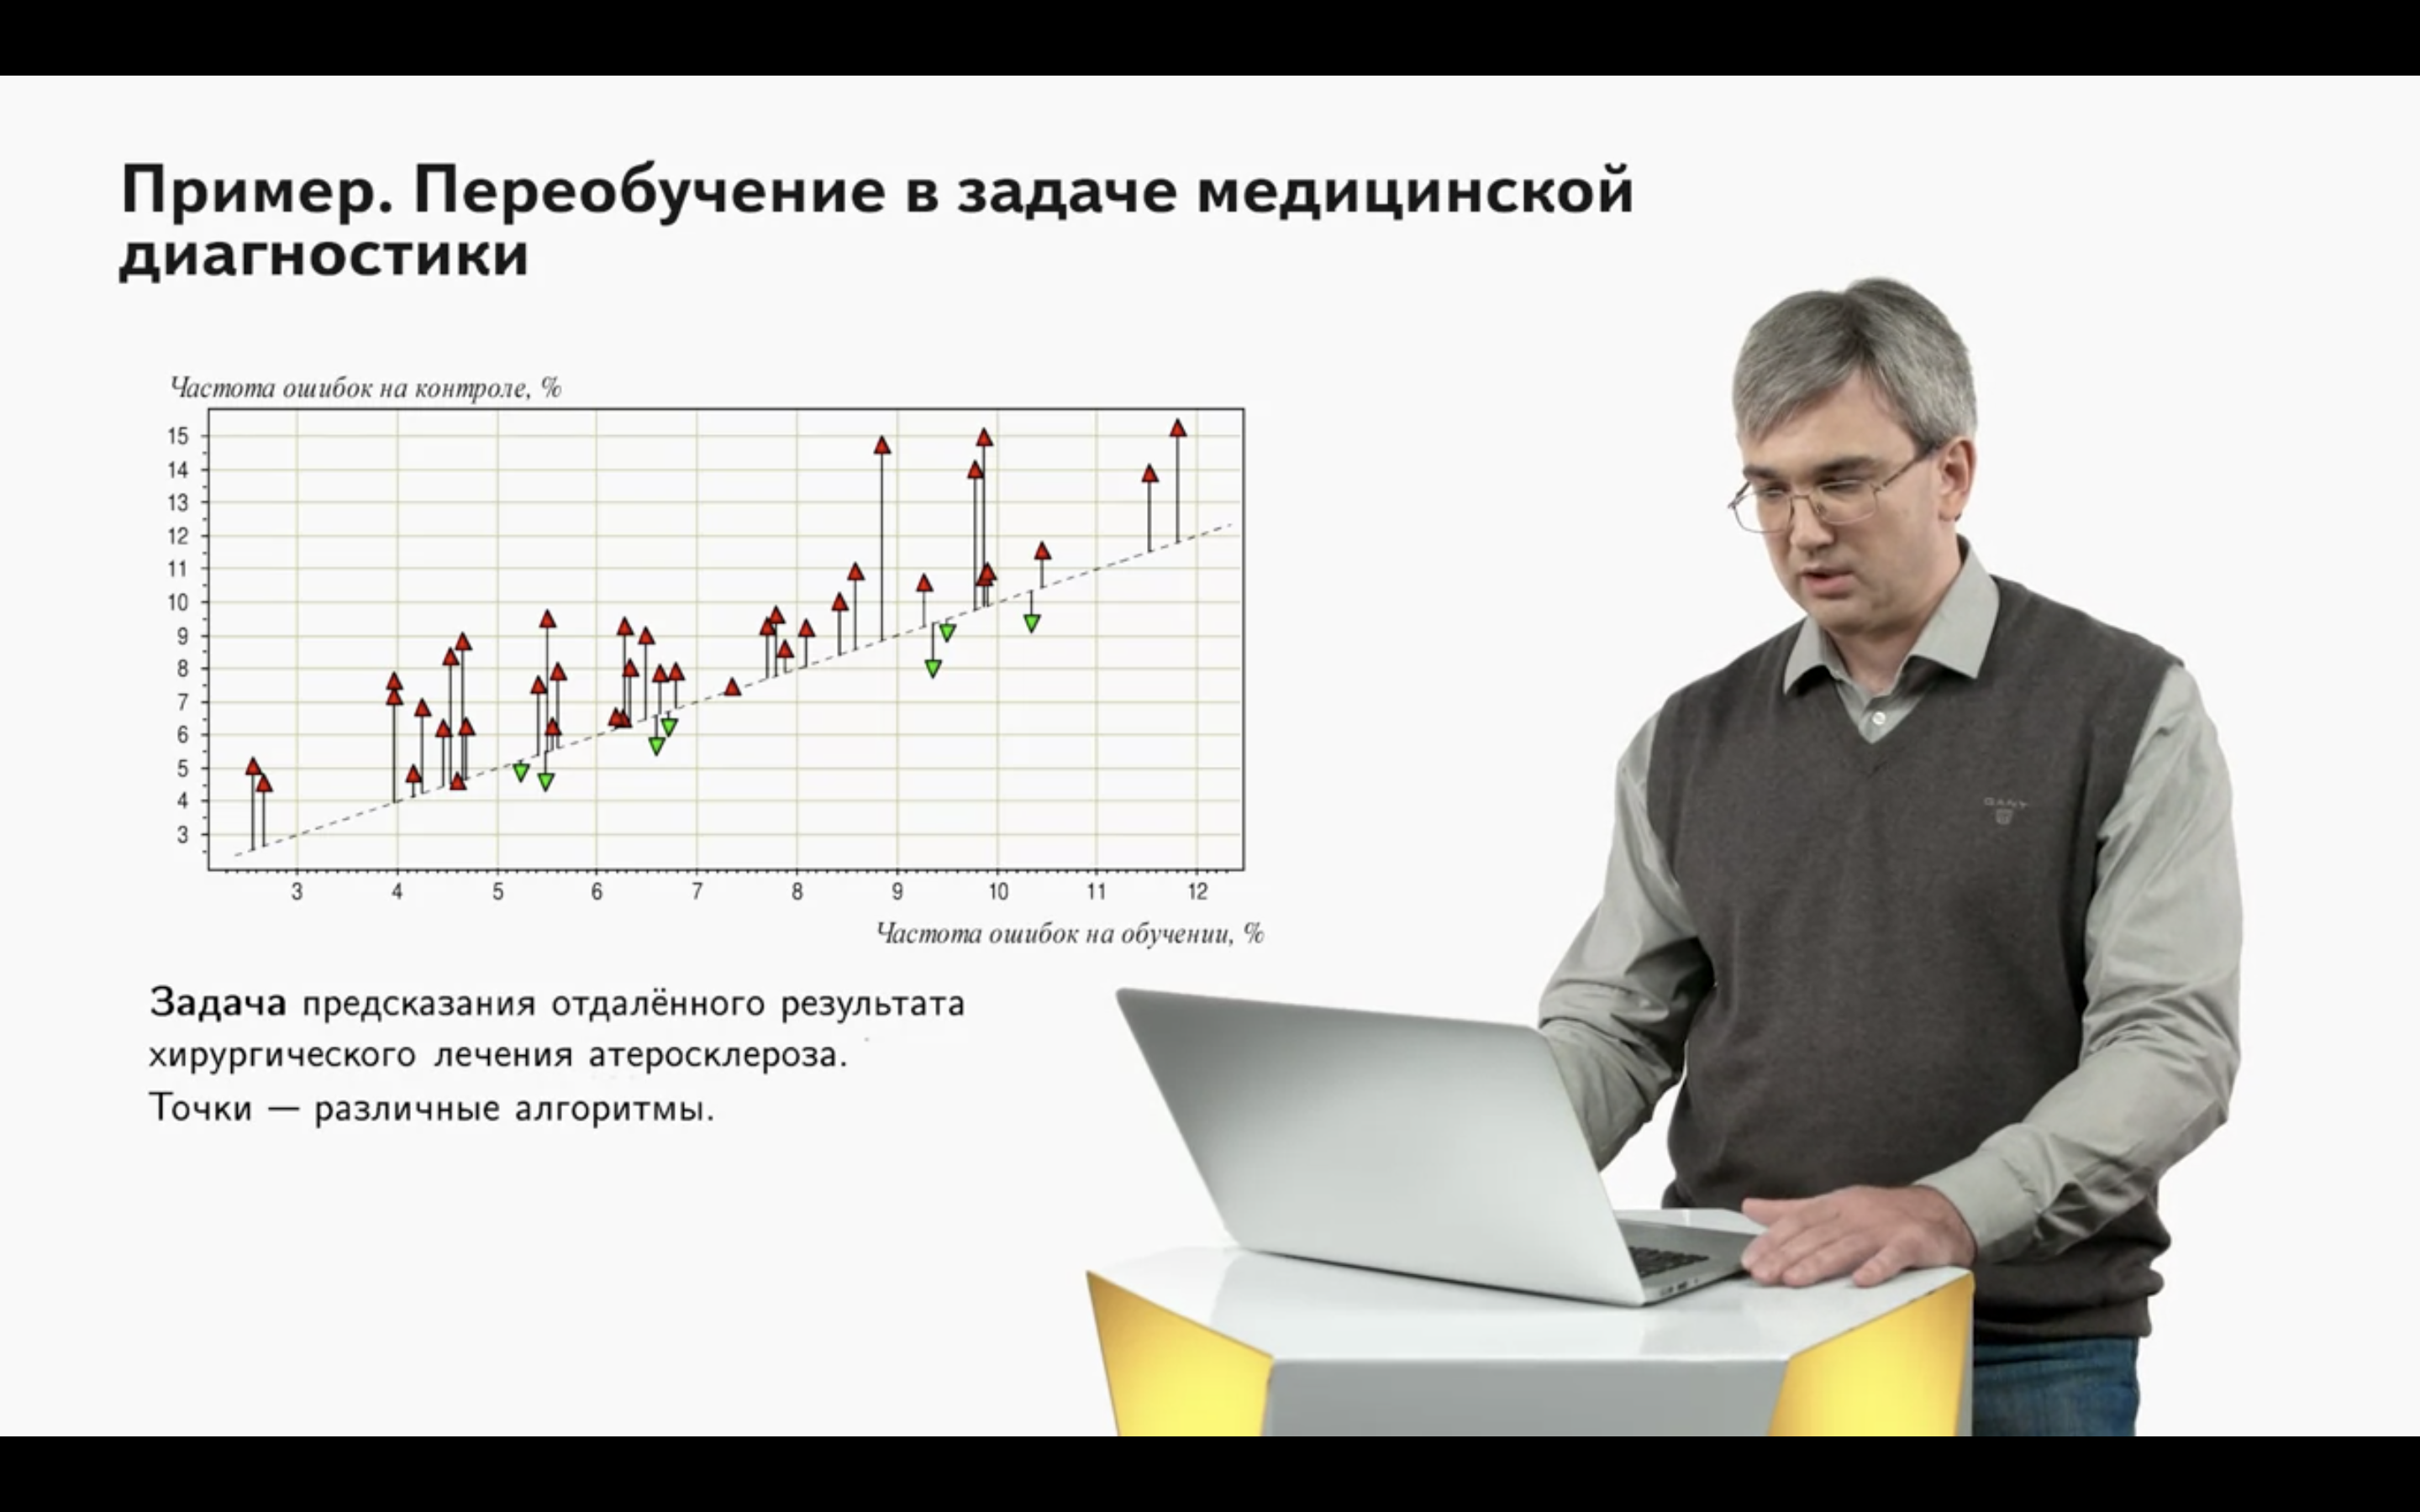 Пример. Переобучение в задаче медицинской
диагностики
Частота ошибок на контроле, %
15
14
13
12
11
10
9
8
7
6
5
4
3
3 4 5 6 7 8 9 10 11 12
Частота ошибок на обучении, %
Задача предсказания отдалённого результата
хирургического лечения атеросклероза.
Точки — различные алгоритмы.
GANT